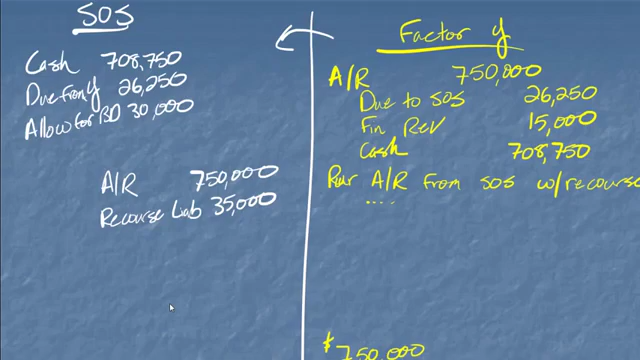 SOS
Cash 708,750
Due from Y 26,250
Allow for BD 30,000
A/R 750,000
Recourse Liab 35,000
Factor Y
A/R 750,000
Due to SOS 26,250
Fin Rev 15,000
Cash 708,750
Pur A/R From SOS w/recourse
....
$750,000